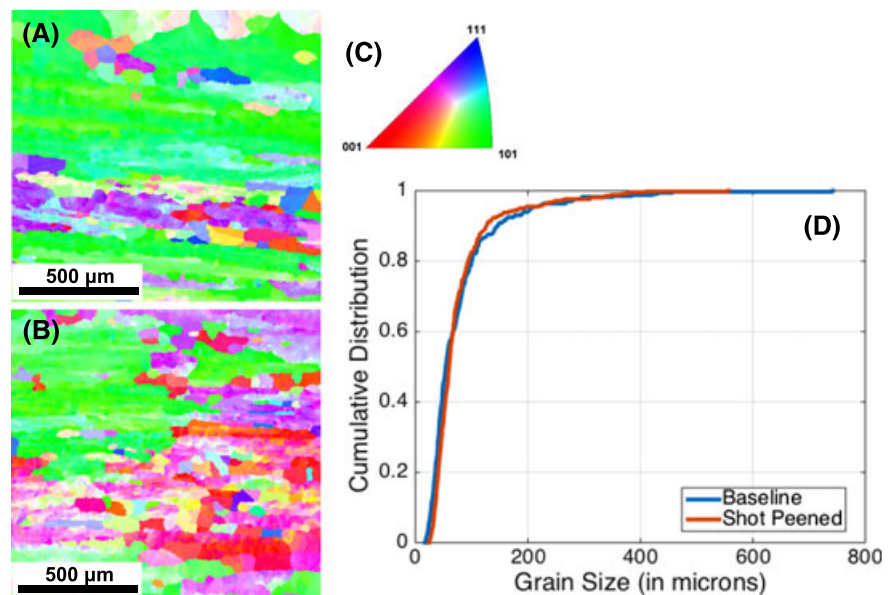 (A)
500 μm
(B)
500 μm
(C)
111
001
101
(D)
Cumulative Distribution
1
0.8
0.6
0.4
0.2
0
0
200
400
600
800
Grain Size (in microns)
Baseline
Shot Peened